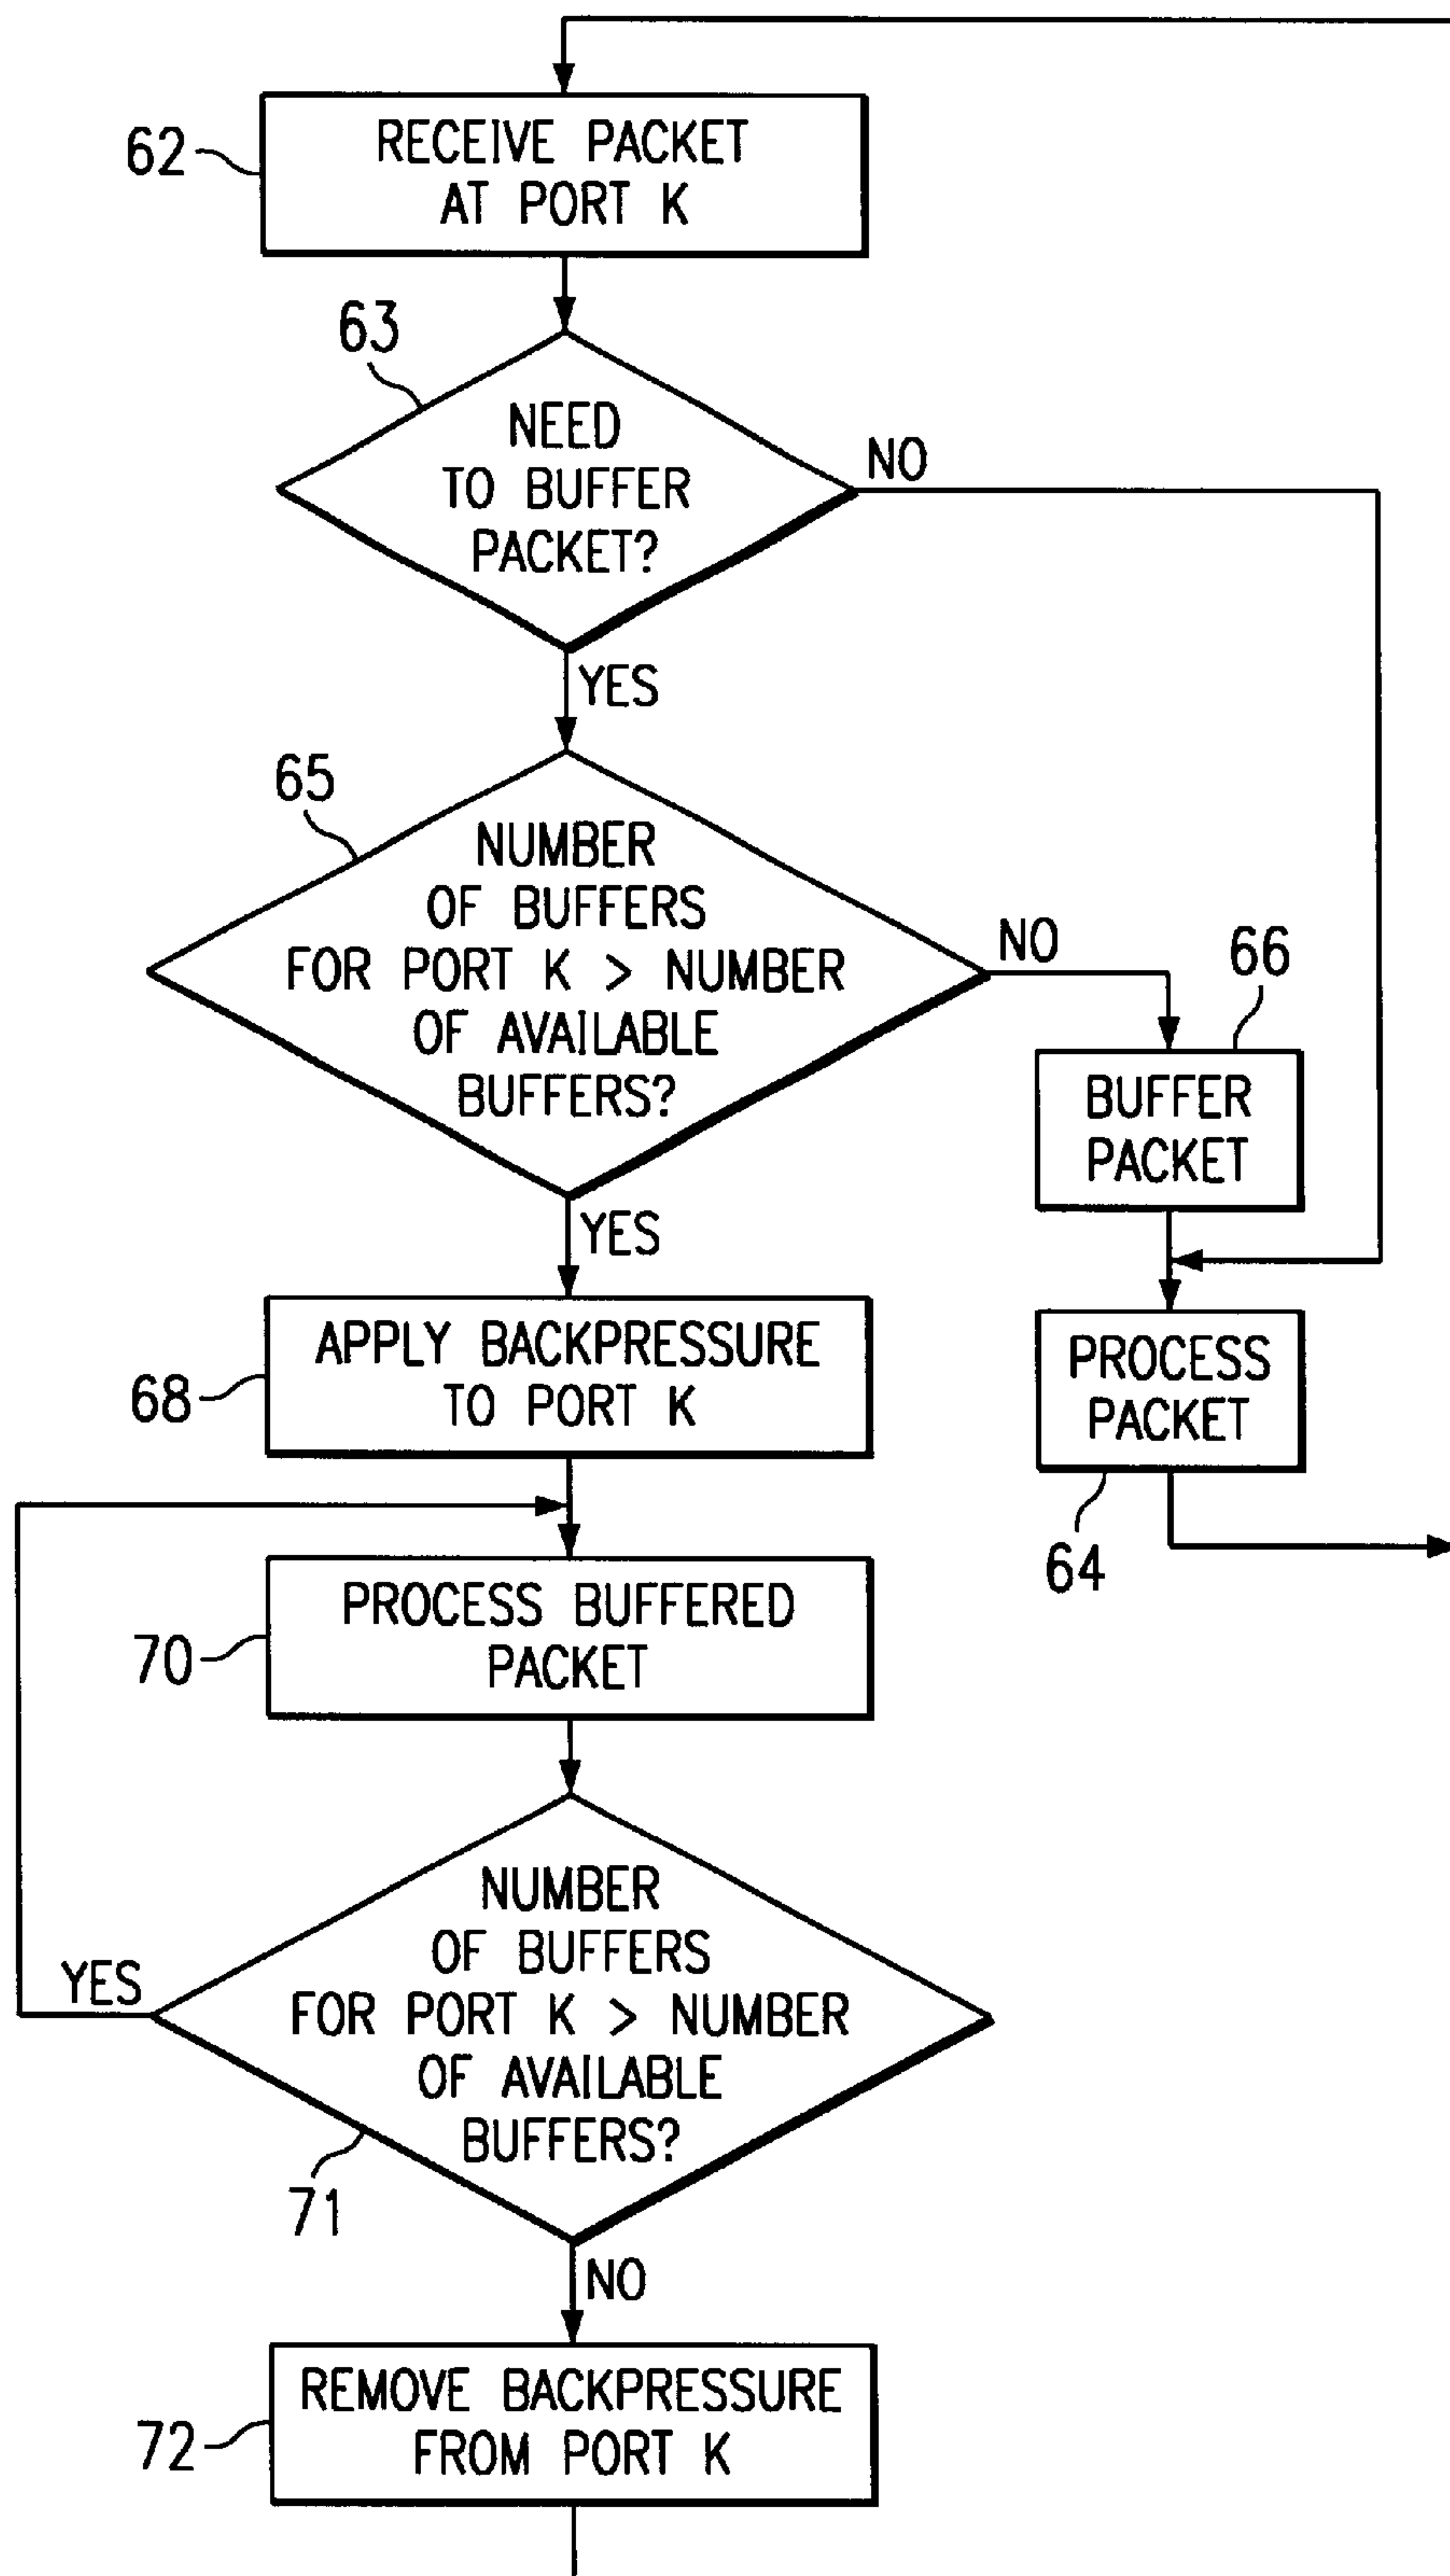 62
RECEIVE PACKET
AT PORT K
63
NEED
TO BUFFER
PACKET?
NO
YES
65
NUMBER
OF BUFFERS
FOR PORT K > NUMBER
OF AVAILABLE
BUFFERS?
NO
66
BUFFER
PACKET
YES
68
APPLY BACKPRESSURE
TO PORT K
PROCESS
PACKET
64
70
PROCESS BUFFERED
PACKET
YES
NUMBER
OF BUFFERS
FOR PORT K > NUMBER
OF AVAILABLE
BUFFERS?
71
NO
72
REMOVE BACKPRESSURE
FROM PORT K